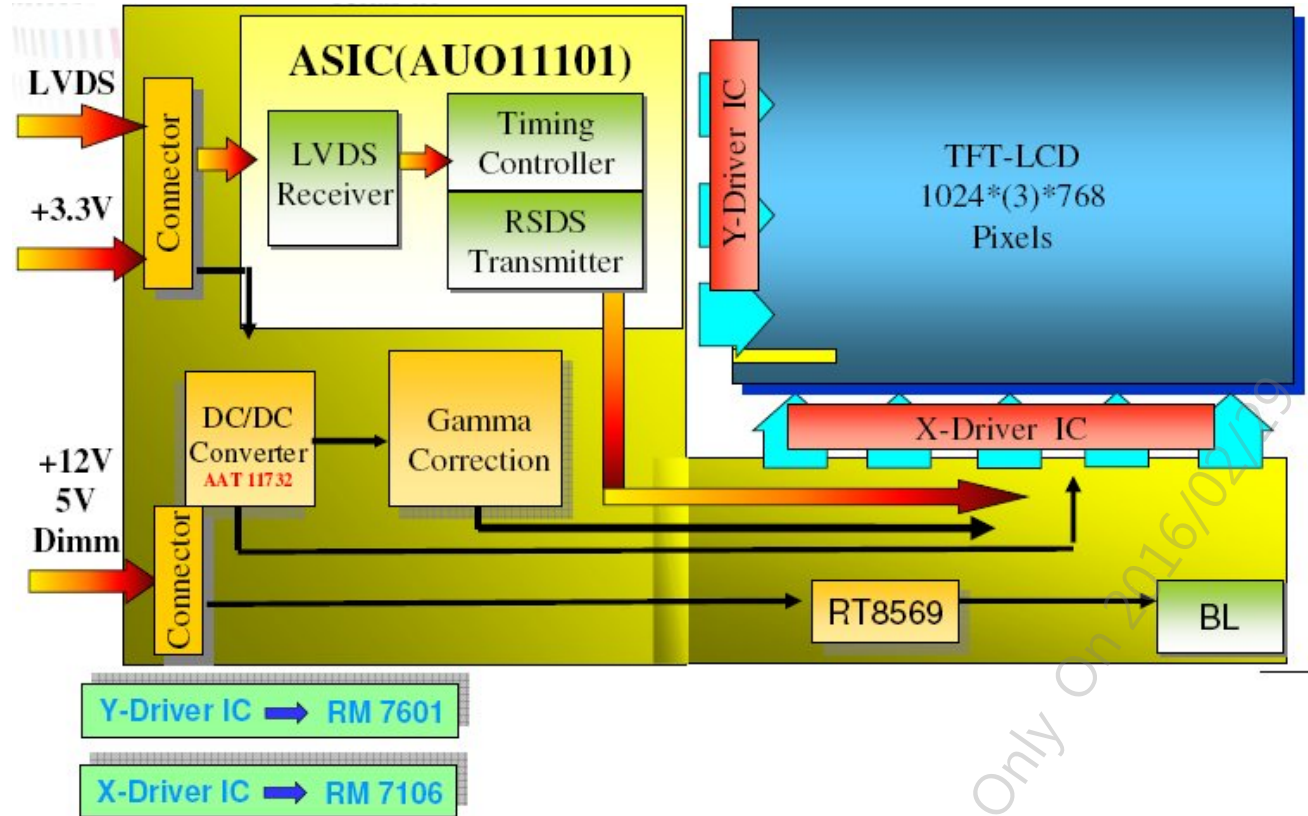 LVDS
+3.3V
+12V
5V
Dimm
Connector
ASIC(AUO11101)
LVDS
Receiver
Timing
Controller
RSDS
Transmitter
DC/DC
Converter
AAT 11732
Gamma
Correction
Connector
Y-Driver IC
TFT-LCD
1024*(3)*768
Pixels
X-Driver IC
RT8569
BL
Y-Driver IC RM 7601
X-Driver IC RM 7106
Only On 2016/02/29